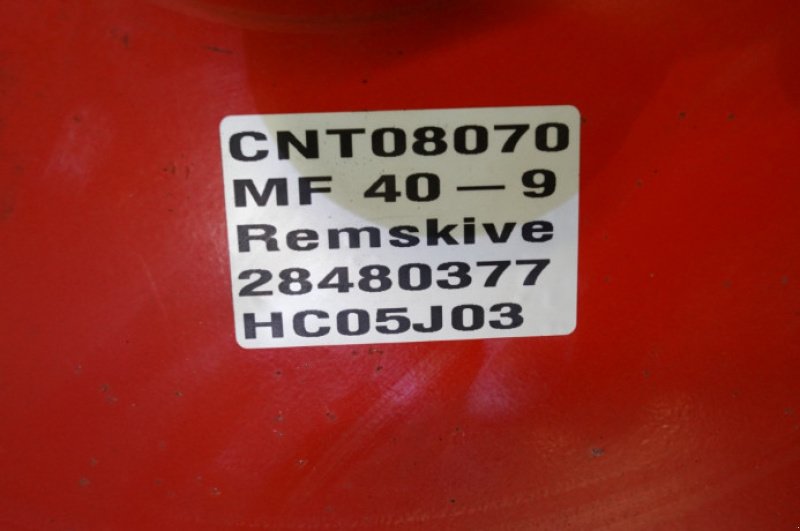 CNT08070
MF 40 — 9
Remskive
28480377
HC05J03